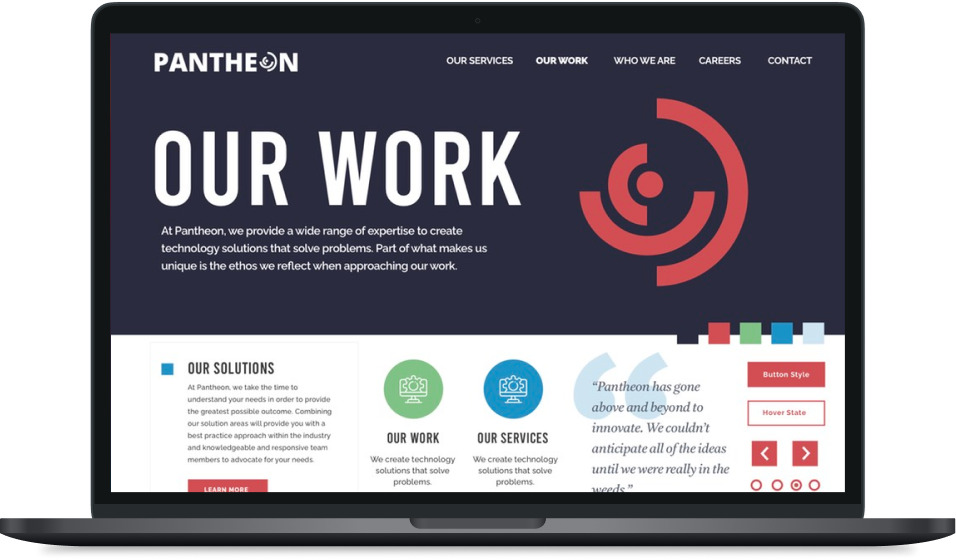 PANTHEON
OUR SERVICES OUR WORK WHO WE ARE CAREERS CONTACT
OUR WORK
At Pantheon, we provide a wide range of expertise to create
technology solutions that solve problems. Part of what makes us
unique is the ethos we reflect when approaching our work.
OUR SOLUTIONS
At Pantheon, we take the time to
understand your needs in order to provide
the greatest possible outcome. Combining
our solution areas will provide you with a
best practice approach within the industry
and knowledgeable and responsive team
members to advocate for your needs.
LEARN MORE
OUR WORK
We create technology
solutions that solve
problems.
OUR SERVICES
We create technology
solutions that solve
problems.
“Pantheon has gone
above and beyond to
innovate. We couldn’t
anticipate all of the ideas
until we were really in the
weeds.”
Button Style
Hover State